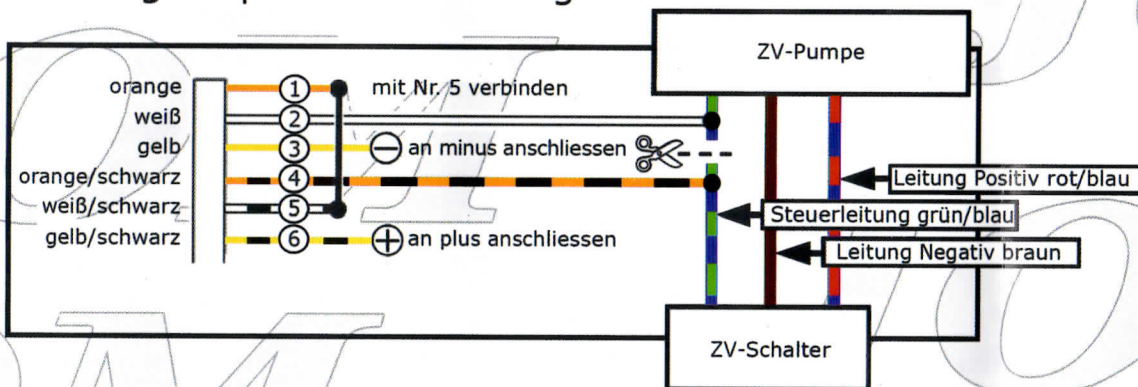 ZV-Pumpe
orange 1 mit Nr. 5 verbinden
weiß 2
gelb 3 an minus anschliessen
orange/schwarz 4
weiß/schwarz 5
gelb/schwarz 6 an plus anschliessen
Leitung Positiv rot/blau
Steuerleitung grün/blau
Leitung Negativ braun
ZV-Schalter